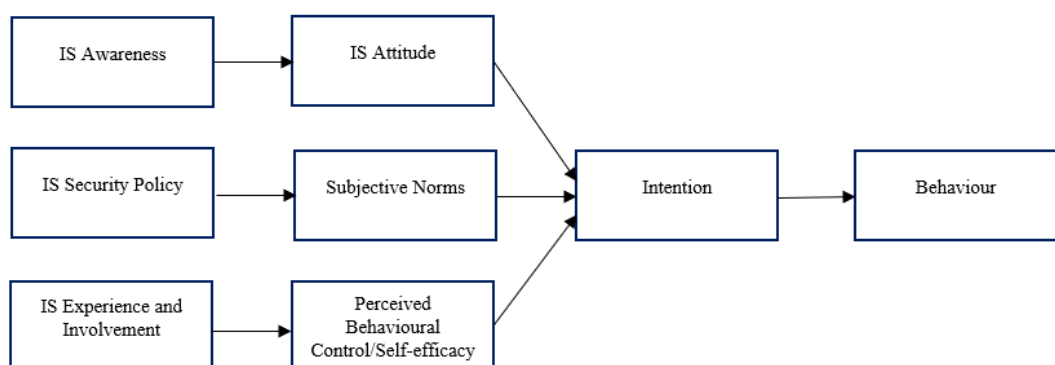 IS Awareness
IS Attitude
IS Security Policy
Subjective Norms
Intention
Behaviour
IS Experience and
Involvement
Perceived
Behavioural
Control/Self-efficacy